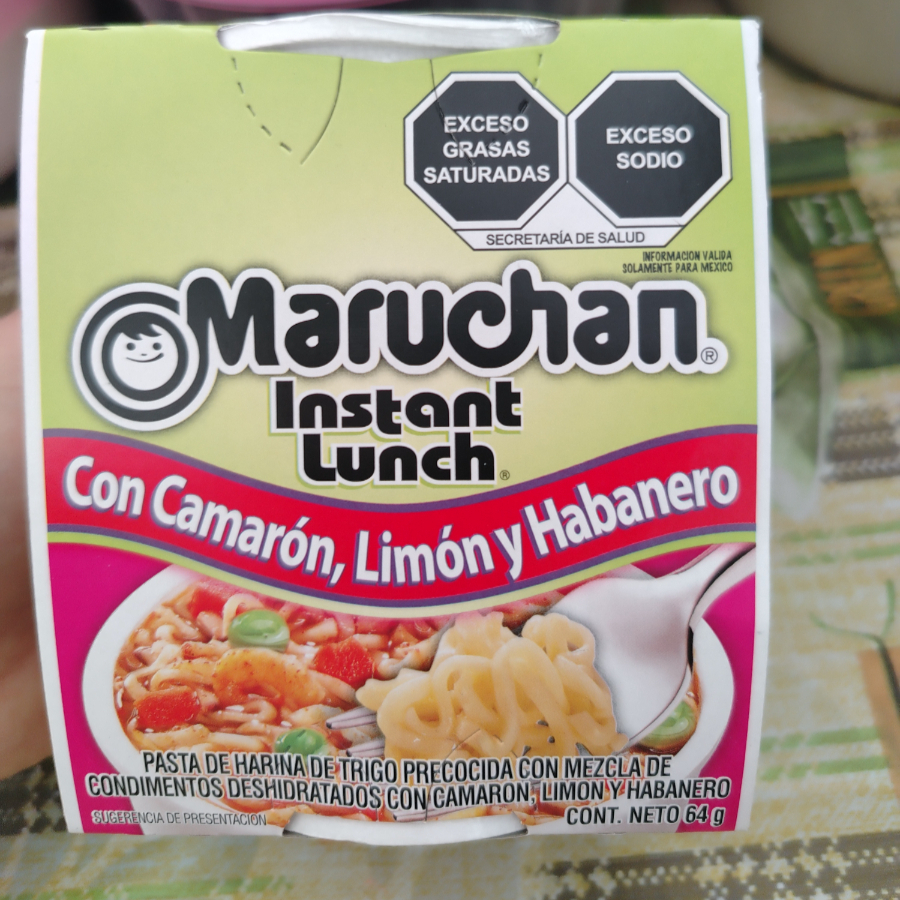 EXCESO
GRASAS
SATURADAS
EXCESO
SODIO
SECRETARÍA DE SALUD
INFORMACION VALIDA
SOLAMENTE PARA MEXICO
Maruchan®
Instant
Lunch®
Con Camarón, Limón y Habanero
PASTA DE HARINA DE TRIGO PRECOCIDA CON MEZCLA DE
CONDIMENTOS DESHIDRATADOS CON CAMARON, LIMON Y HABANERO
SUGERENCIA DE PRESENTACIÓN
CONT. NETO 64 g